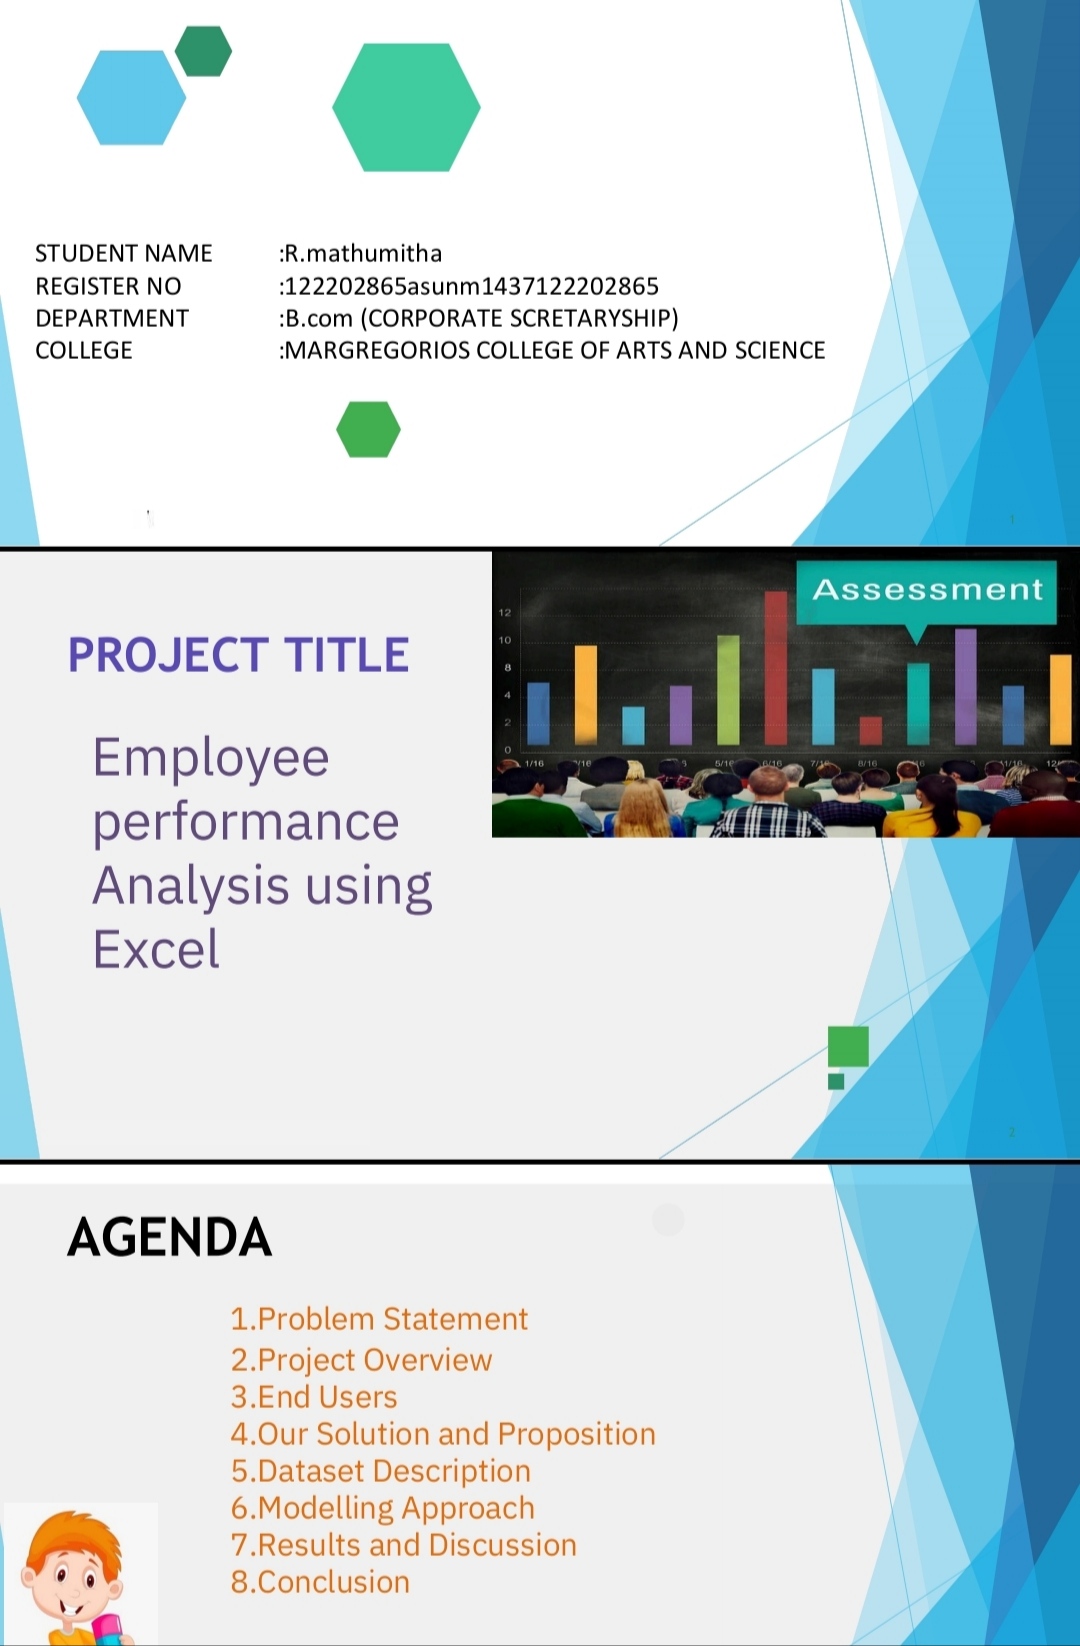 STUDENT NAME :R.mathumitha
REGISTER NO :122202865asunm1437122202865
DEPARTMENT :B.com (CORPORATE SCRETARYSHIP)
COLLEGE :MARGREGORIOS COLLEGE OF ARTS AND SCIENCE
1
PROJECT TITLE
Employee
performance
Analysis using
Excel
Assessment
12
10
8
4
2
0
1/16 5/16 6/16 8/16 11/16
2
AGENDA
1.Problem Statement
2.Project Overview
3.End Users
4.Our Solution and Proposition
5.Dataset Description
6.Modelling Approach
7.Results and Discussion
8.Conclusion